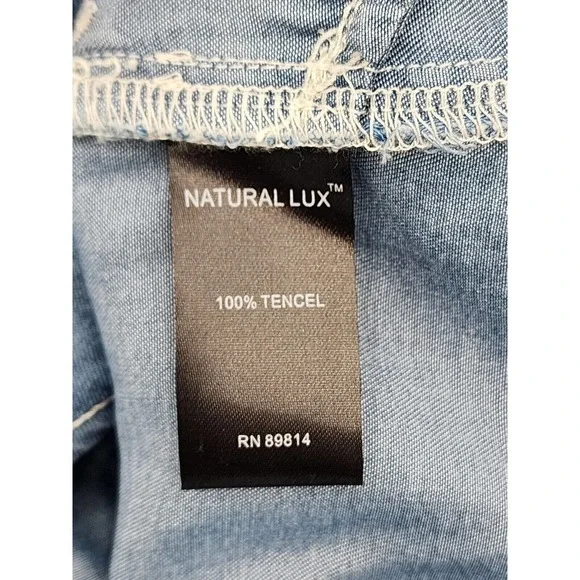 NATURAL LUX™
100% TENCEL
RN 89814